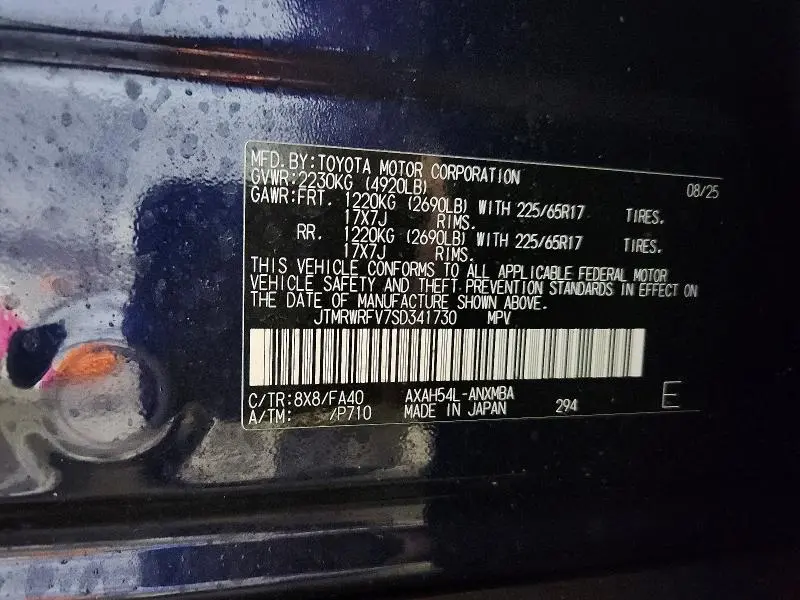 MFD.BY:TOYOTA MOTOR CORPORATION 08/25
GVWR:2230KG (4920LB)
GAWR:FRT. 1220KG (2690LB) WITH 225/65R17 TIRES.
17X7J RIMS.
RR. 1220KG (2690LB) WITH 225/65R17 TIRES.
17X7J RIMS.
THIS VEHICLE CONFORMS TO ALL APPLICABLE FEDERAL MOTOR
VEHICLE SAFETY AND THEFT PREVENTION STANDARDS IN EFFECT ON
THE DATE OF MANUFACTURE SHOWN ABOVE.
JTMRWRFV7SD341730 MPV
C/TR:8X8/FA40 AXAH54L-ANXMBA
A/TM: /P710 MADE IN JAPAN 294 E